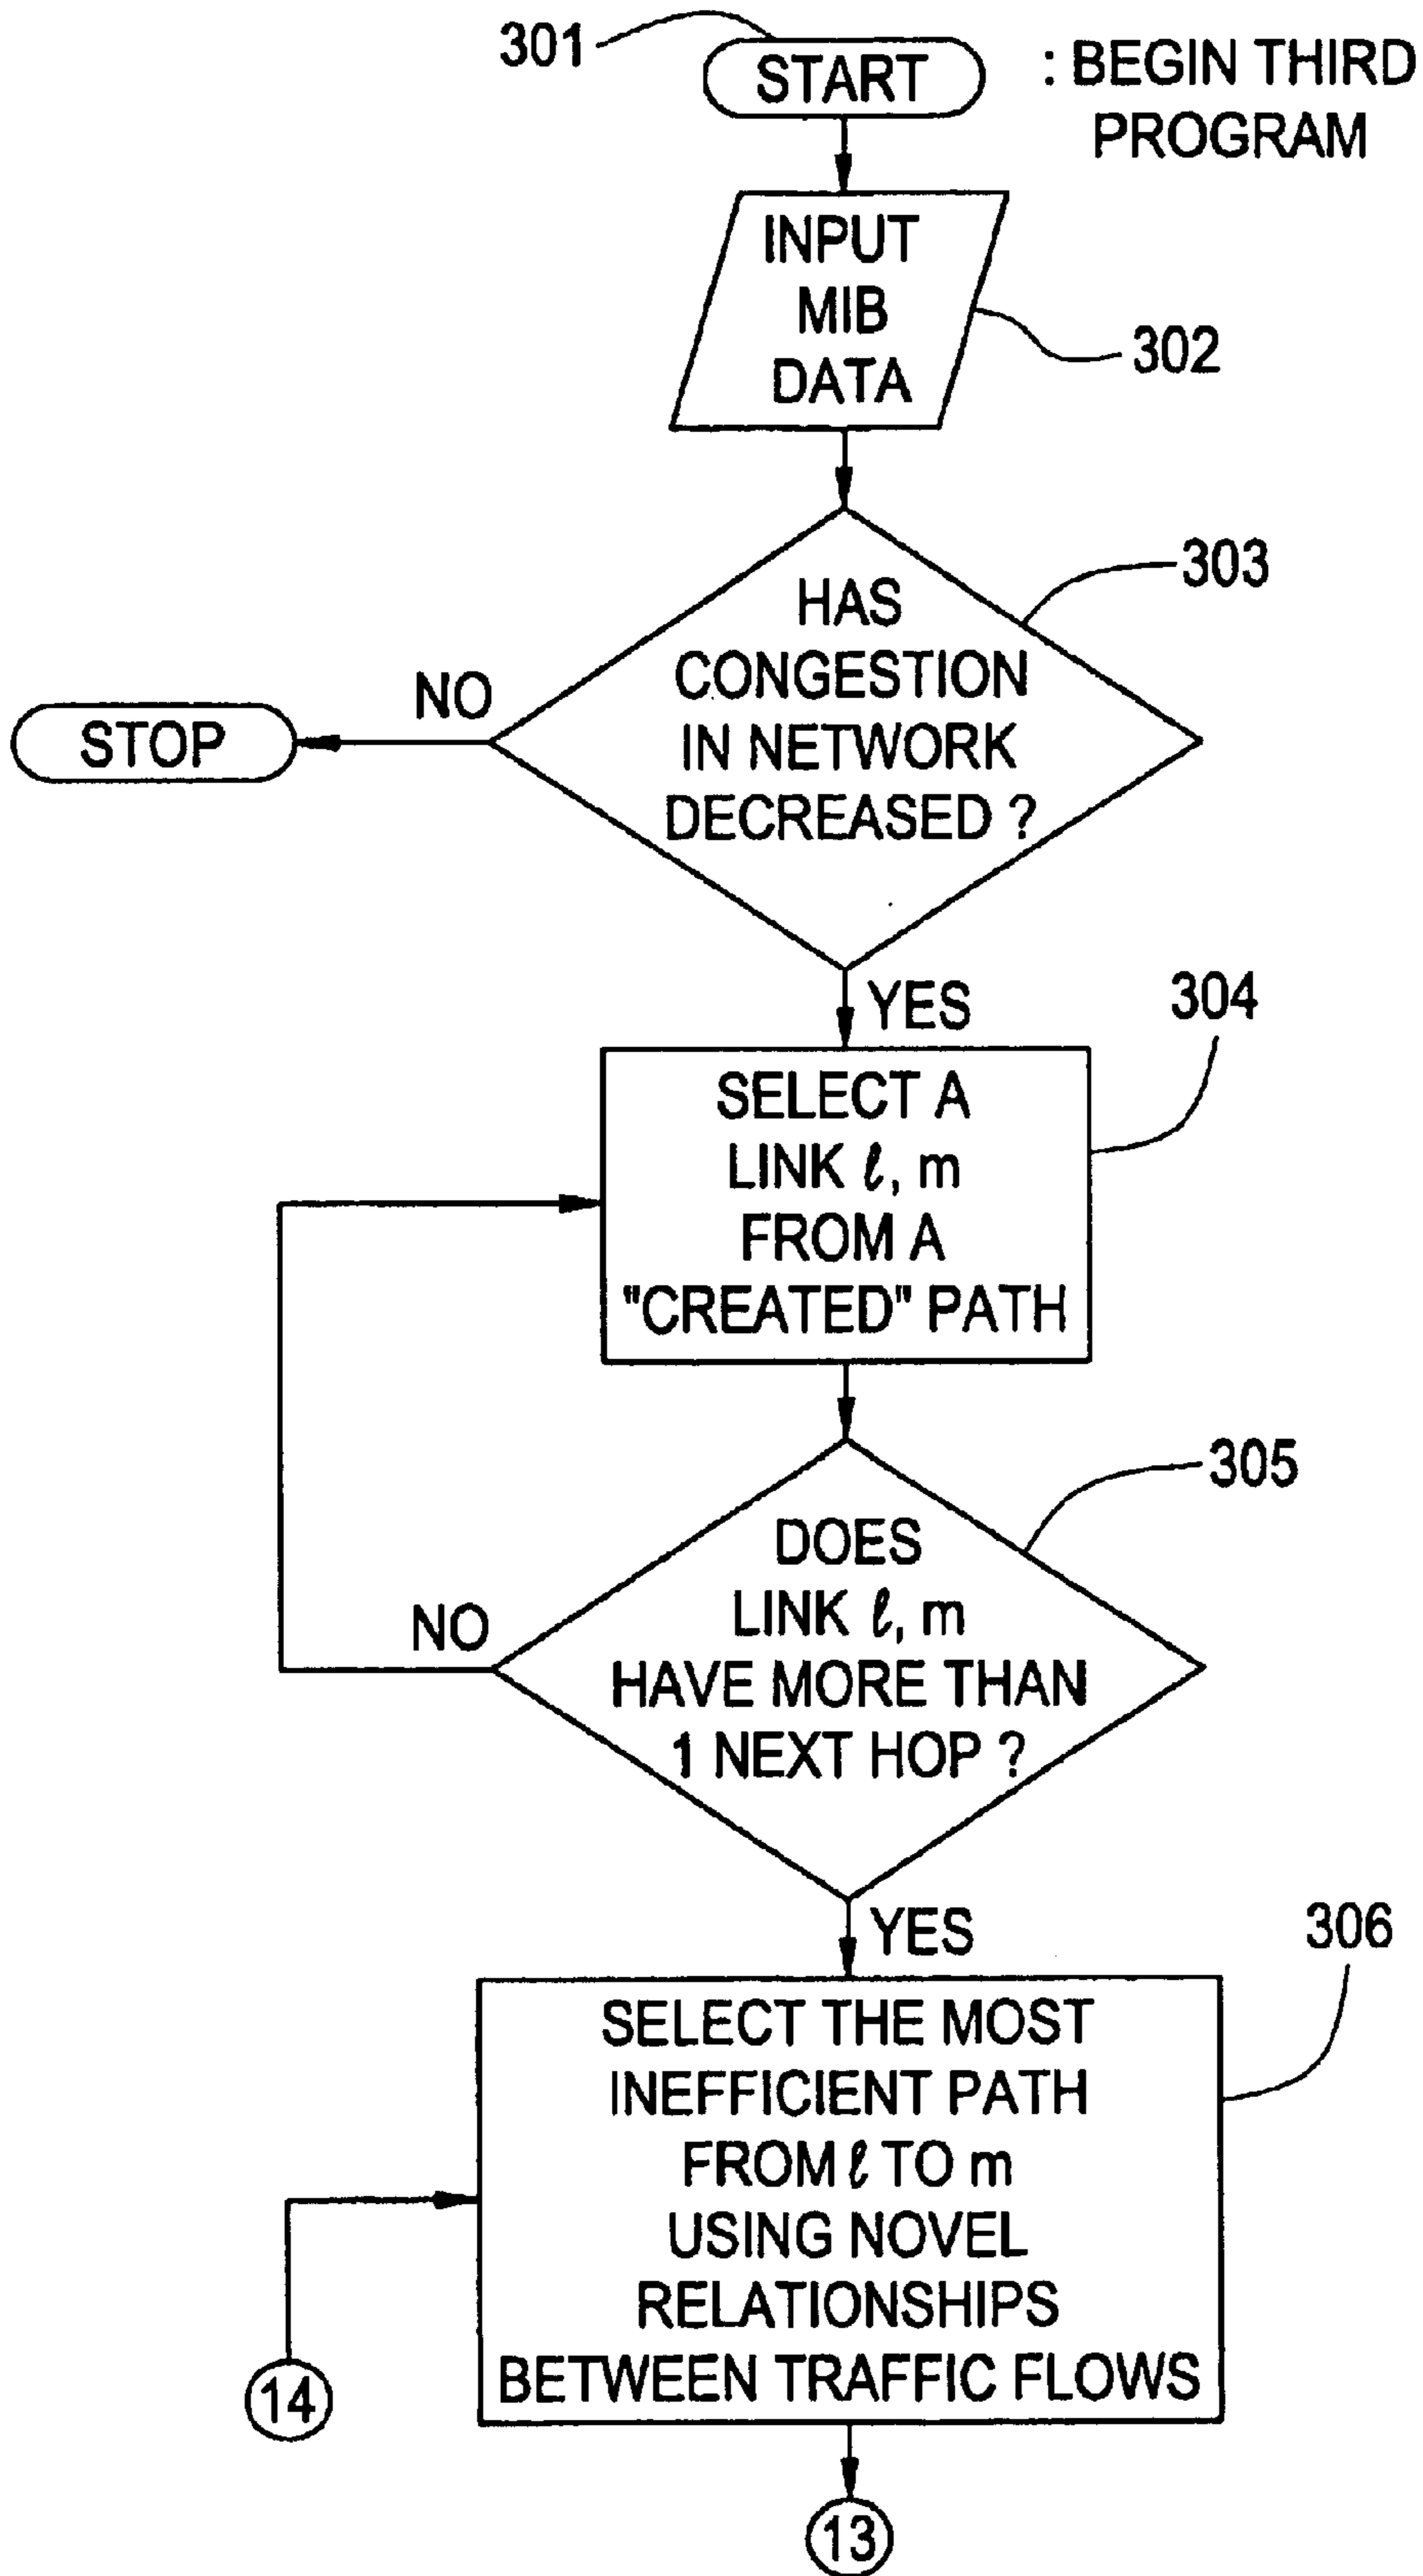 301
START
: BEGIN THIRD
PROGRAM
INPUT
MIB
DATA
302
303
HAS
CONGESTION
IN NETWORK
DECREASED ?
NO
STOP
YES
304
SELECT A
LINK ℓ, m
FROM A
"CREATED" PATH
305
DOES
LINK ℓ, m
HAVE MORE THAN
1 NEXT HOP ?
NO
YES
306
SELECT THE MOST
INEFFICIENT PATH
FROM ℓ TO m
USING NOVEL
RELATIONSHIPS
BETWEEN TRAFFIC FLOWS
14
13